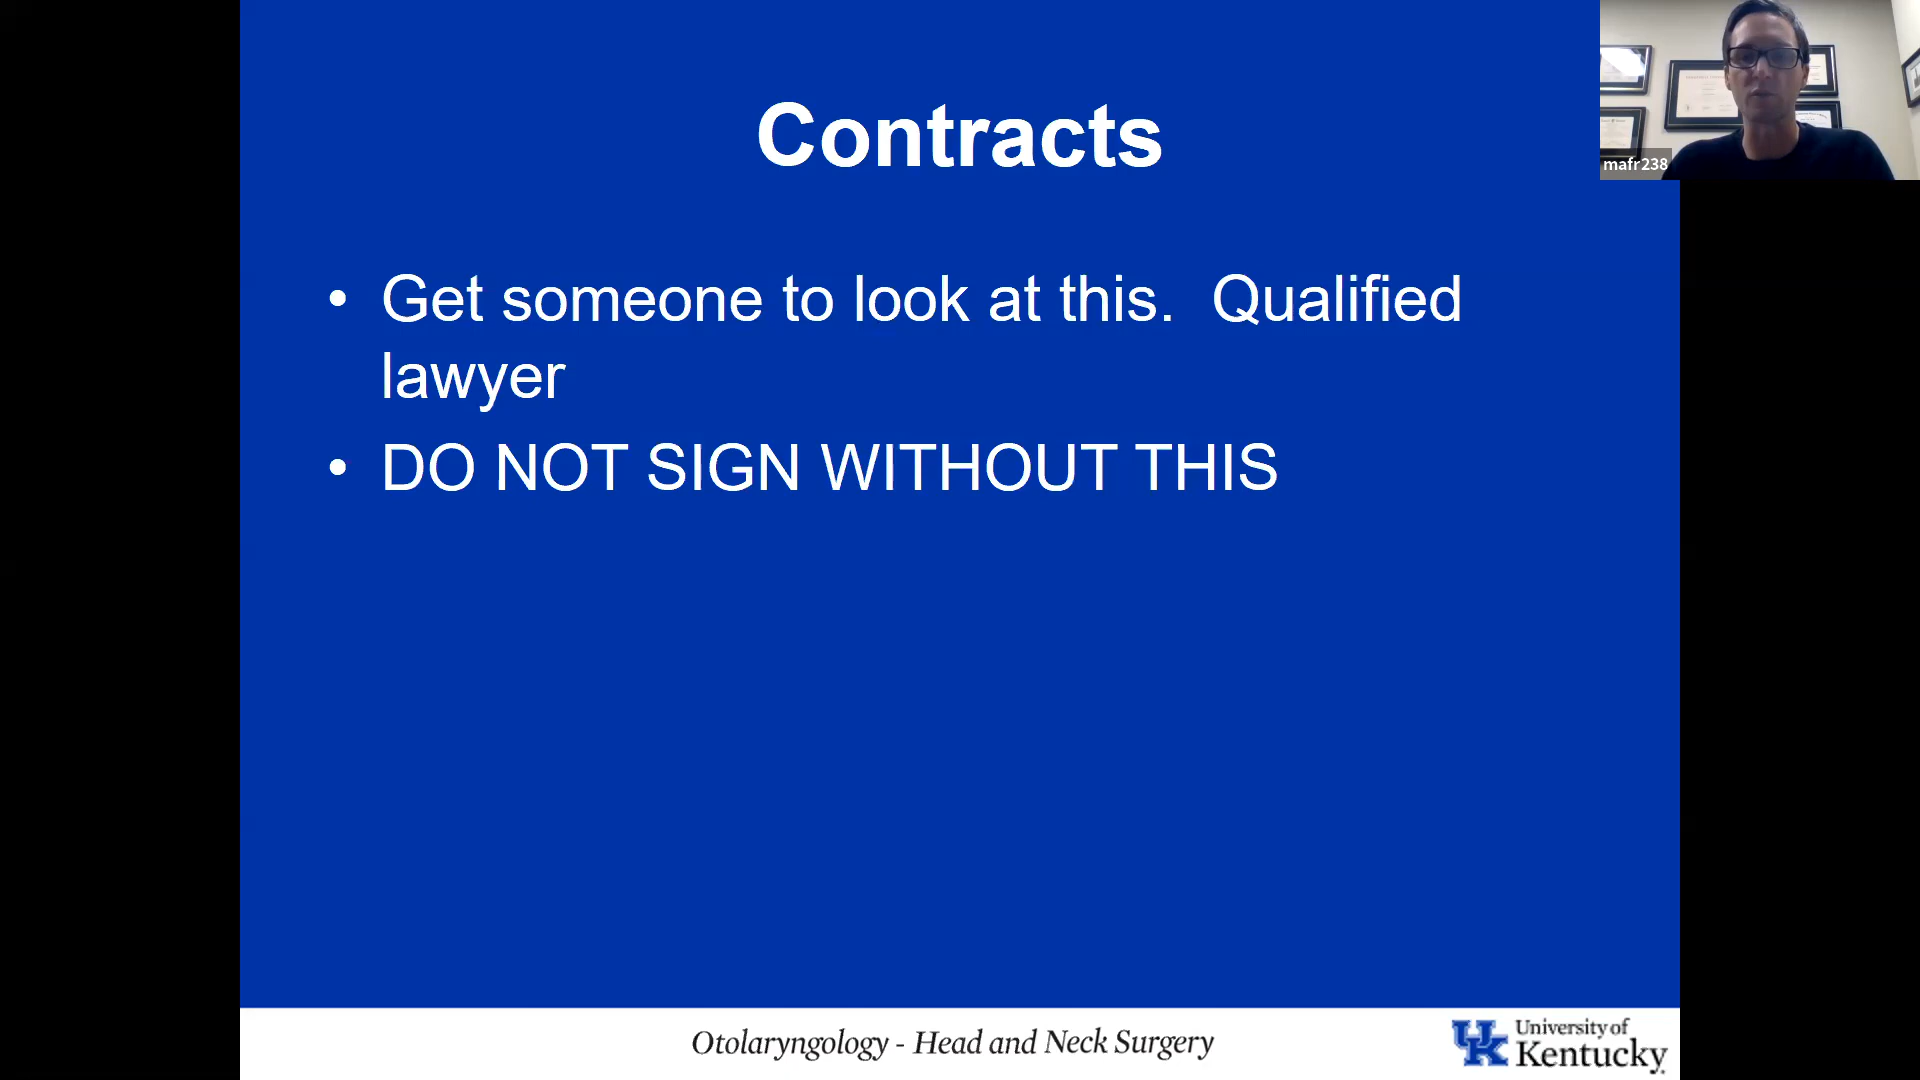 Contracts
• Get someone to look at this.  Qualified
lawyer
• DO NOT SIGN WITHOUT THIS
mafr238
Otolaryngology - Head and Neck Surgery
UK
University of
Kentucky